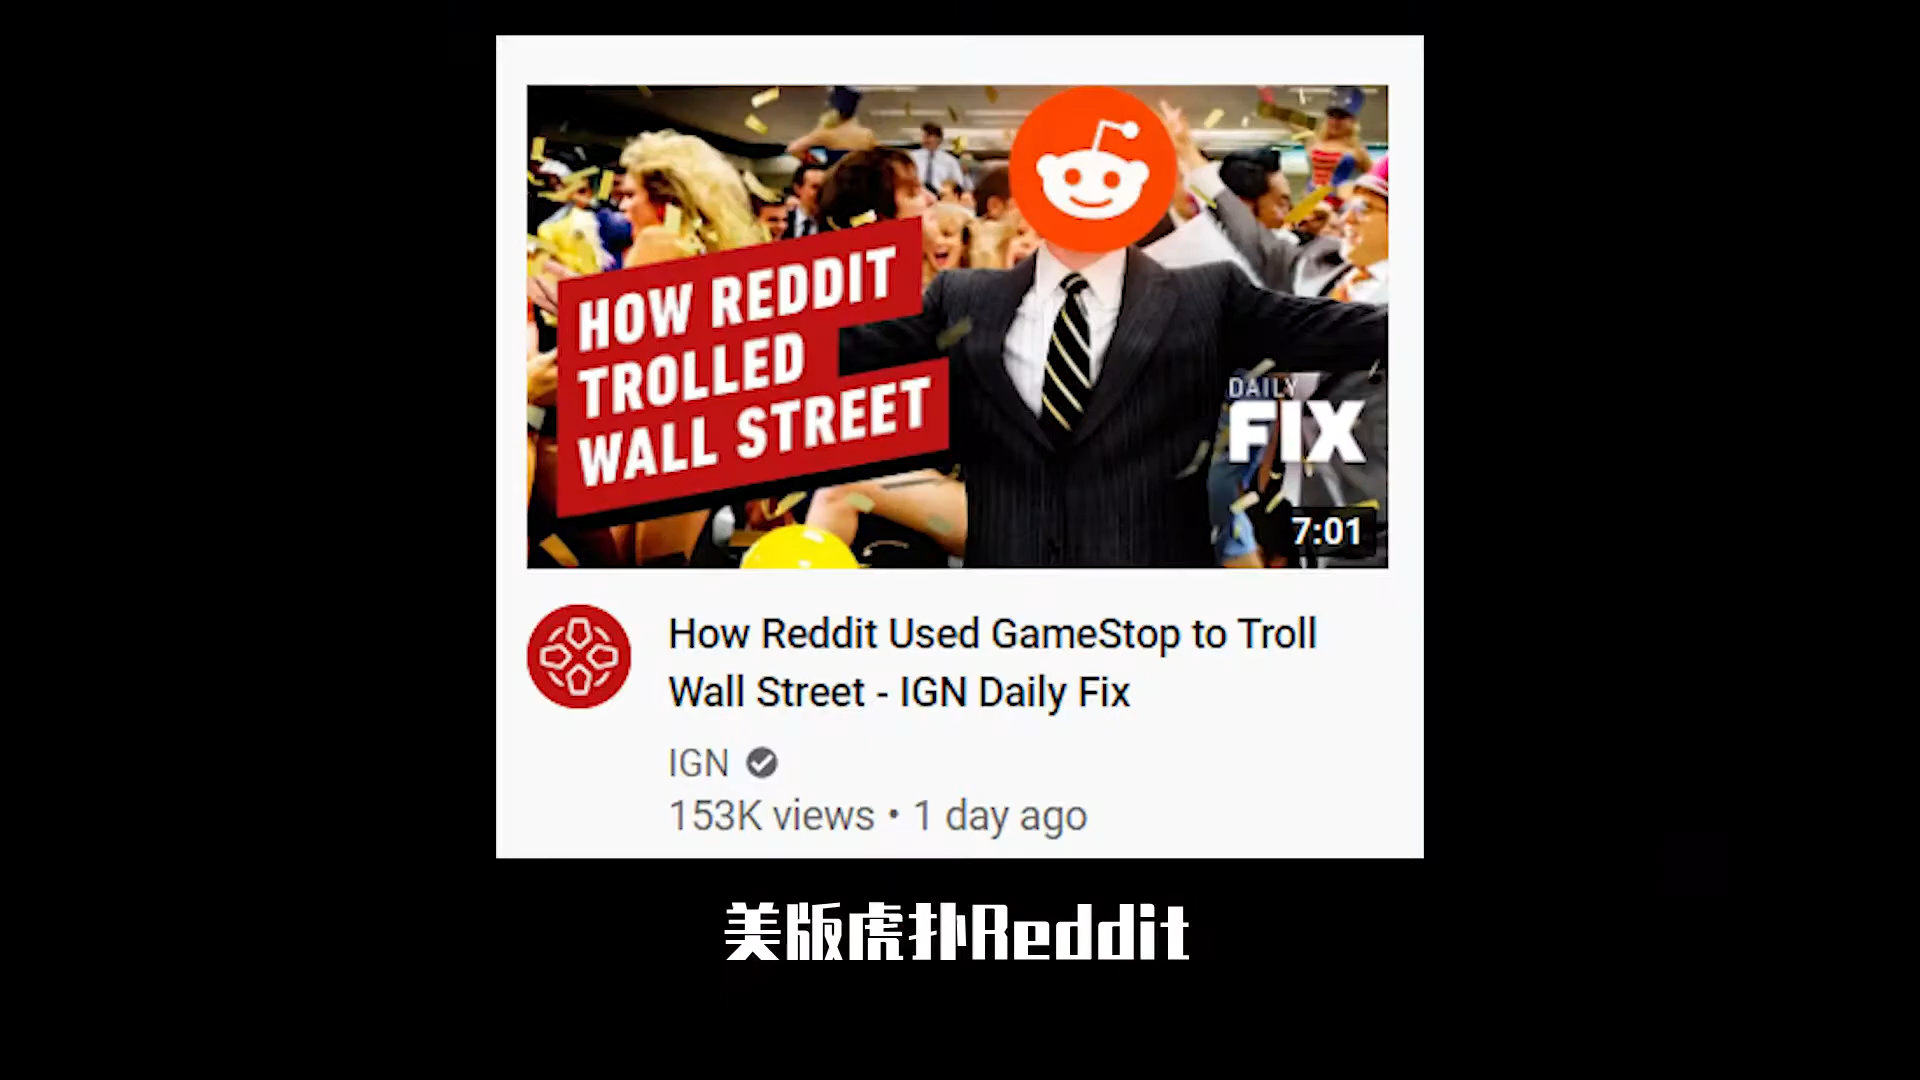 HOW REDDIT
TROLLED
WALL STREET
DAILY
FIX
7:01
How Reddit Used GameStop to Troll
Wall Street - IGN Daily Fix
IGN
153K views • 1 day ago
美版虎扑Reddit